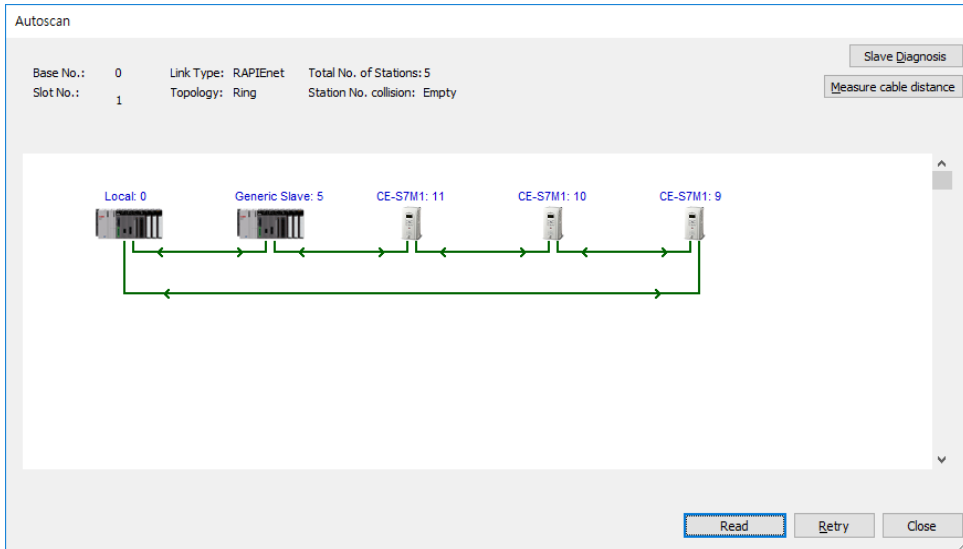 Autoscan
Slave Diagnosis
Base No.: 0 Link Type: RAPIEnet Total No. of Stations: 5
Slot No.: 1 Topology: Ring Station No. collision: Empty
Measure cable distance
Local: 0 Generic Slave: 5 CE-S7M1: 11 CE-S7M1: 10 CE-S7M1: 9
Read Retry Close